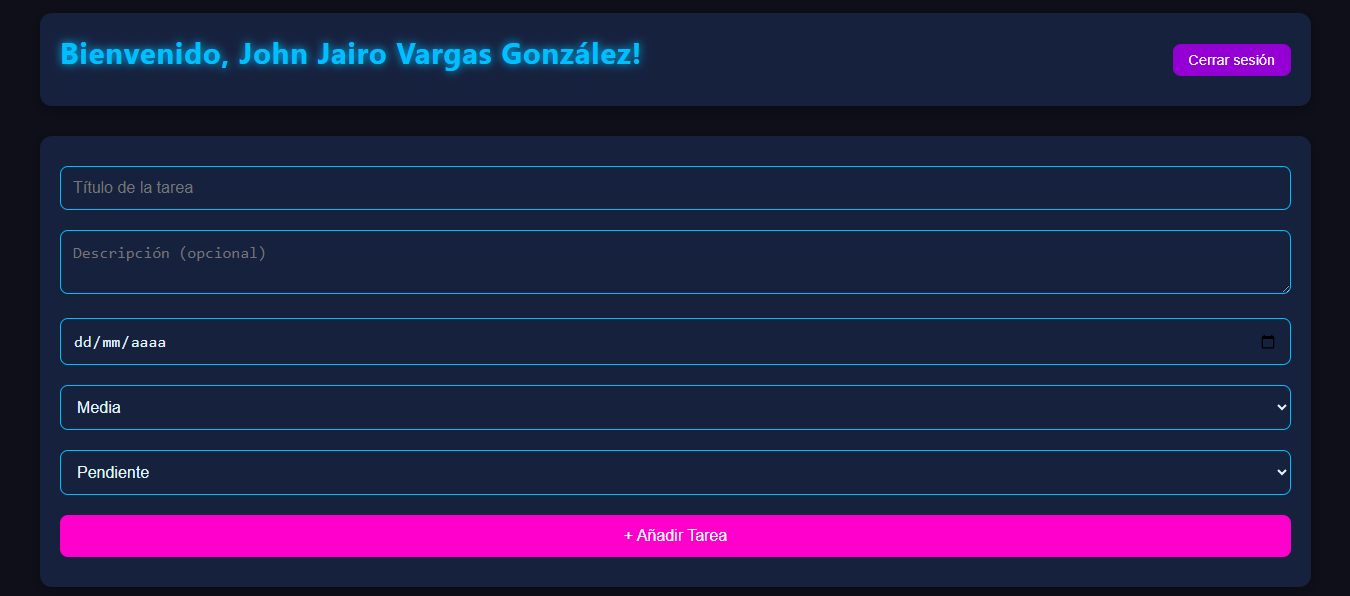 Bienvenido, John Jairo Vargas González!
Cerrar sesión
Título de la tarea
Descripción (opcional)
dd/mm/aaaa
Media
Pendiente
+ Añadir Tarea